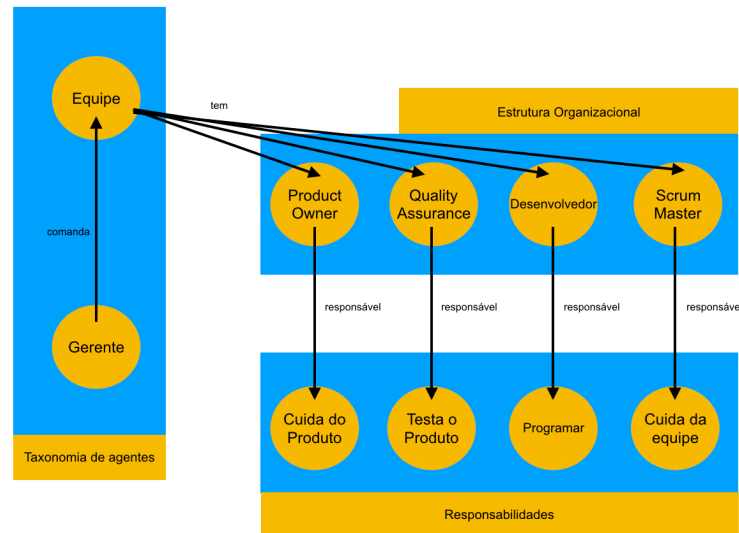 Equipe
tem
Estrutura Organizacional
Product
Owner
Quality
Assurance
Desenvolvedor
Scrum
Master
comanda
responsável
responsável
responsável
responsáve
Gerente
Cuida do
Produto
Testa o
Produto
Programar
Cuida da
equipe
Taxonomia de agentes
Responsabilidades